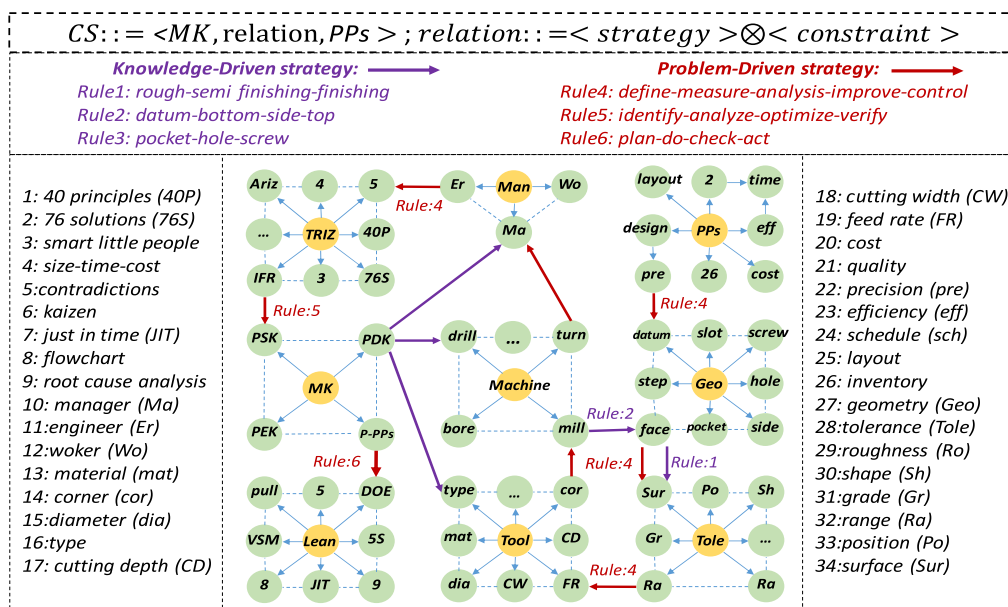 CS::=<MK, relation, PPs>; relation::=< strategy >⊗< constraint >
Knowledge-Driven strategy:
Rule1: rough-semi finishing-finishing
Rule2: datum-bottom-side-top
Rule3: pocket-hole-screw
Problem-Driven strategy:
Rule4: define-measure-analysis-improve-control
Rule5: identify-analyze-optimize-verify
Rule6: plan-do-check-act
1: 40 principles (40P)
2: 76 solutions (76S)
3: smart little people
4: size-time-cost
5:contradictions
6: kaizen
7: just in time (JIT)
8: flowchart
9: root cause analysis
10: manager (Ma)
11:engineer (Er)
12:woker (Wo)
13: material (mat)
14: corner (cor)
15:diameter (dia)
16:type
17: cutting depth (CD)
Ariz 4 5
... TRIZ 40P
IFR 3 76S
Rule:4
Er Man Wo
Ma
layout 2 time
design PPs eff
pre 26 cost
Rule:5
Rule:4
PSK PDK
MK
PEK P-PPs
drill ... turn
Machine
bore mill
Rule:2
datum slot screw
step Geo hole
face pocket side
Rule:6
Rule:4
Rule:1
pull 5 DOE
VSM Lean 5S
8 JIT 9
type ... cor
mat Tool CD
dia CW FR
Rule:4
Sur Po Sh
Gr Tole ...
Ra Ra
18: cutting width (CW)
19: feed rate (FR)
20: cost
21: quality
22: precision (pre)
23: efficiency (eff)
24: schedule (sch)
25: layout
26: inventory
27: geometry (Geo)
28:tolerance (Tole)
29:roughness (Ro)
30: shape (Sh)
31: grade (Gr)
32: range (Ra)
33:position (Po)
34:surface (Sur)